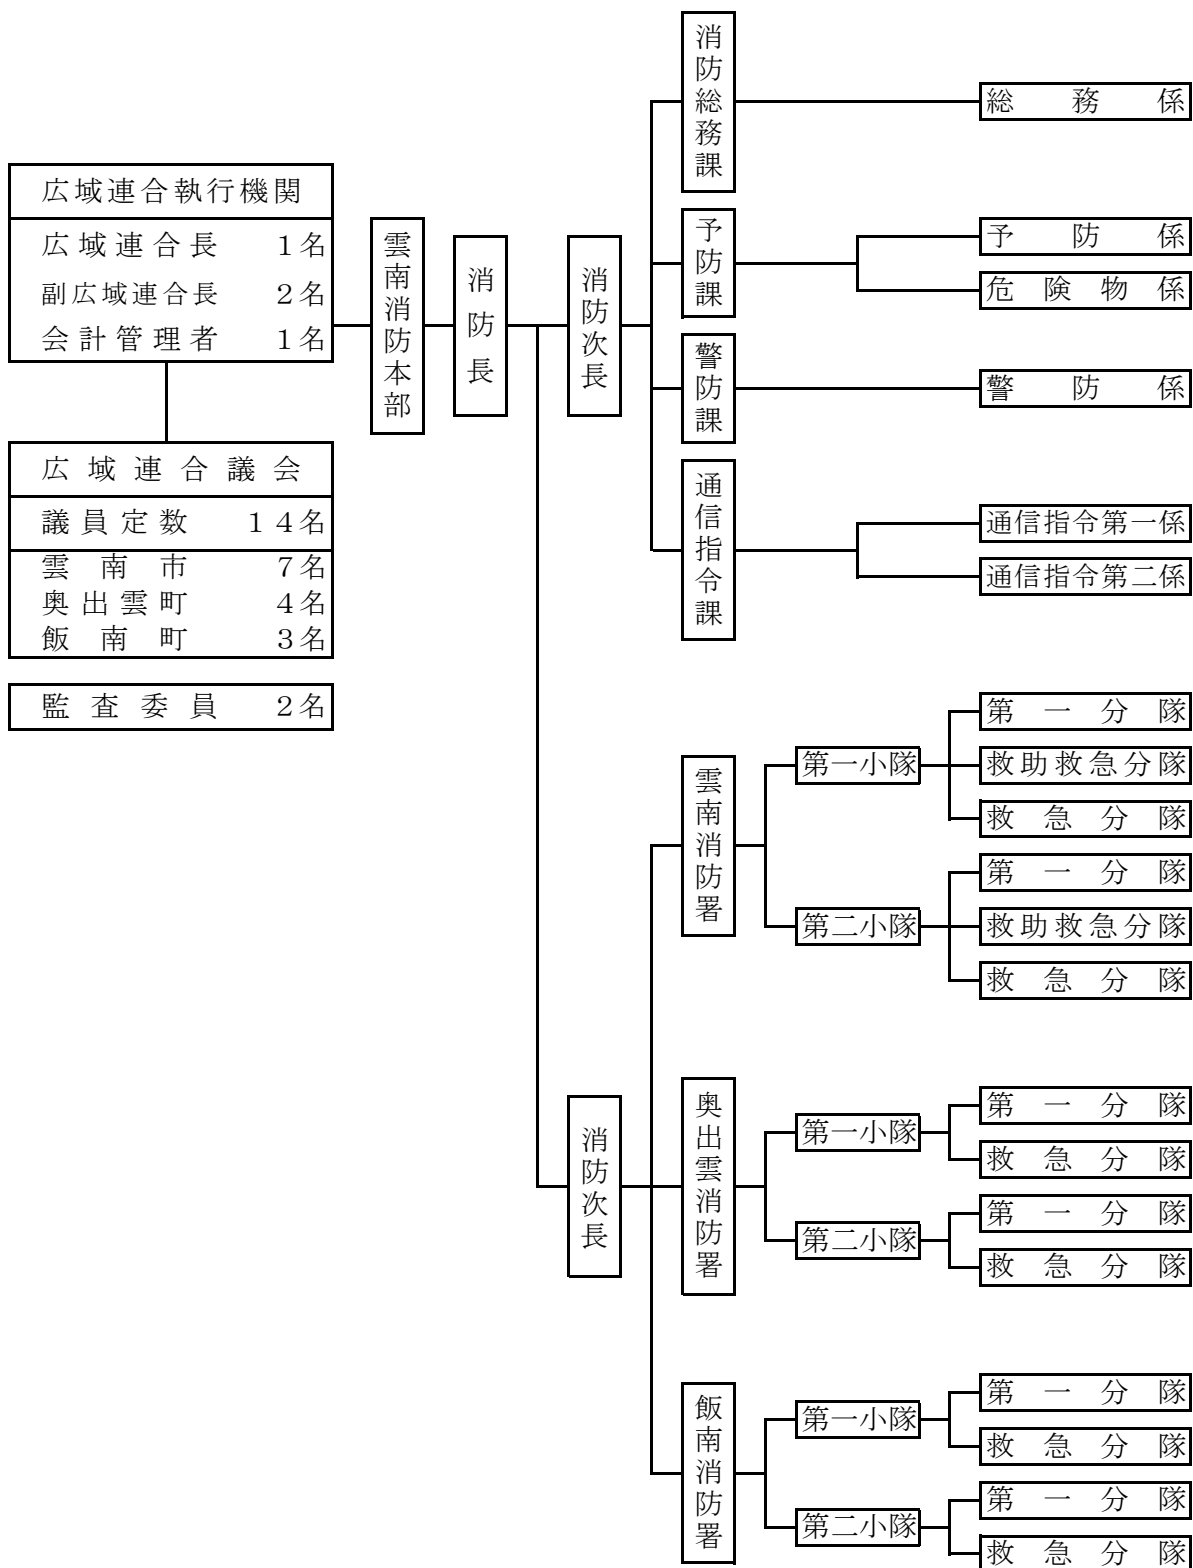 広域連合執行機関
広域連合長 １名
副広域連合長 ２名
会計管理者 １名
広域連合議会
議員定数 １４名
雲南市 ７名
奥出雲町 ４名
飯南町 ３名
監査委員 ２名
雲南消防本部
消防長
消防次長
消防総務課
総務係
予防課
予防係
危険物係
警防課
警防係
通信指令課
通信指令第一係
通信指令第二係
消防次長
雲南消防署
第一小隊
第一分隊
救助救急分隊
救急分隊
第二小隊
第一分隊
救助救急分隊
救急分隊
奥出雲消防署
第一小隊
第一分隊
救急分隊
第二小隊
第一分隊
救急分隊
飯南消防署
第一小隊
第一分隊
救急分隊
第二小隊
第一分隊
救急分隊